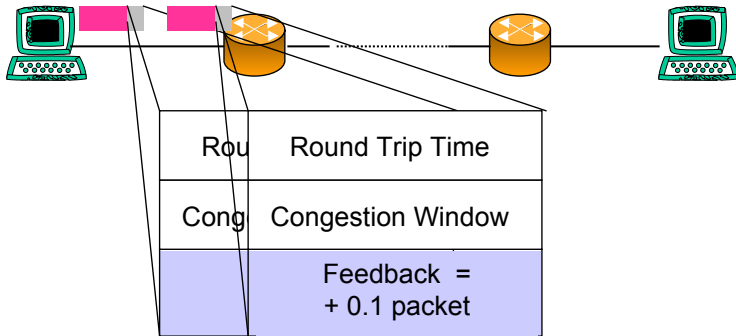 Rou
Round Trip Time
Cong
Congestion Window
Feedback =
+ 0.1 packet